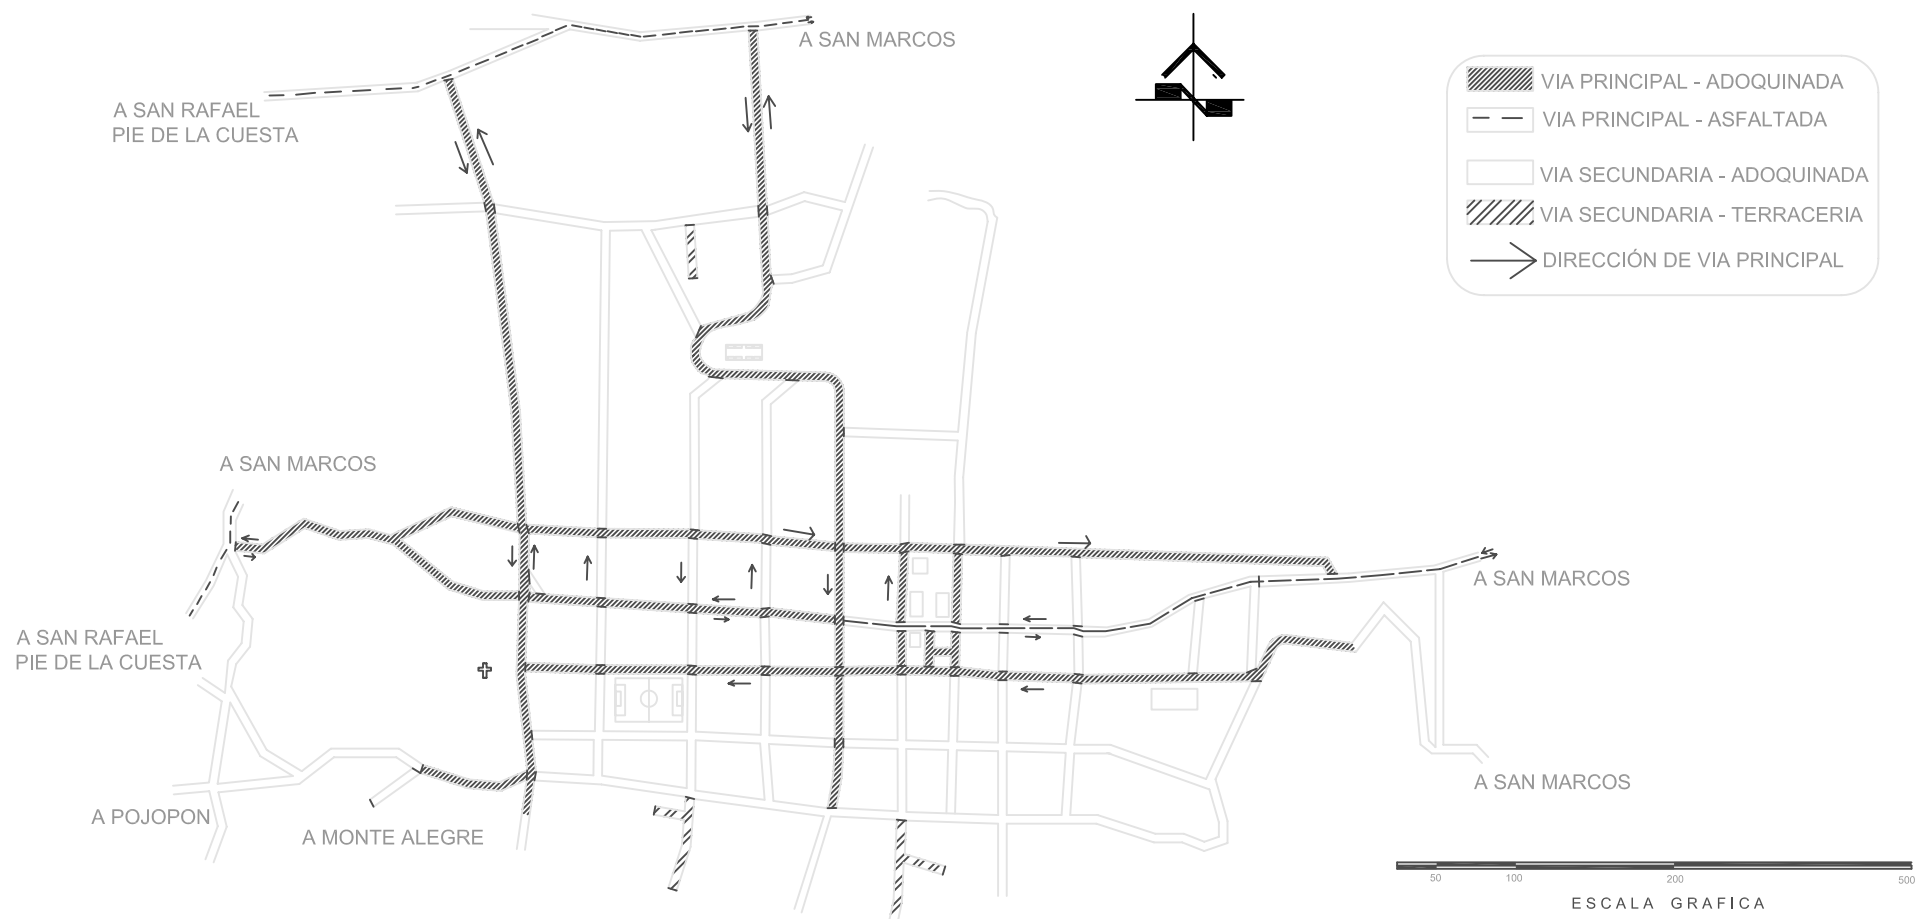 A SAN MARCOS
A SAN RAFAEL
PIE DE LA CUESTA
VIA PRINCIPAL - ADOQUINADA
VIA PRINCIPAL - ASFALTADA
VIA SECUNDARIA - ADOQUINADA
VIA SECUNDARIA - TERRACERIA
DIRECCIÓN DE VIA PRINCIPAL
A SAN MARCOS
A SAN MARCOS
A SAN RAFAEL
PIE DE LA CUESTA
A SAN MARCOS
A POJOPON
A MONTE ALEGRE
50 100 200 500
ESCALA GRAFICA